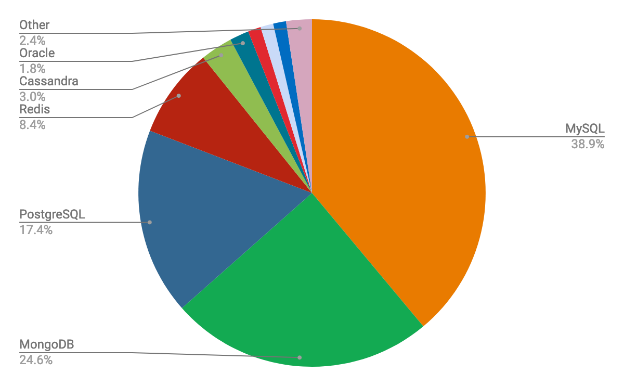 Other
2.4%
Oracle
1.8%
Cassandra
3.0%
Redis
8.4%
MySQL
38.9%
PostgreSQL
17.4%
MongoDB
24.6%